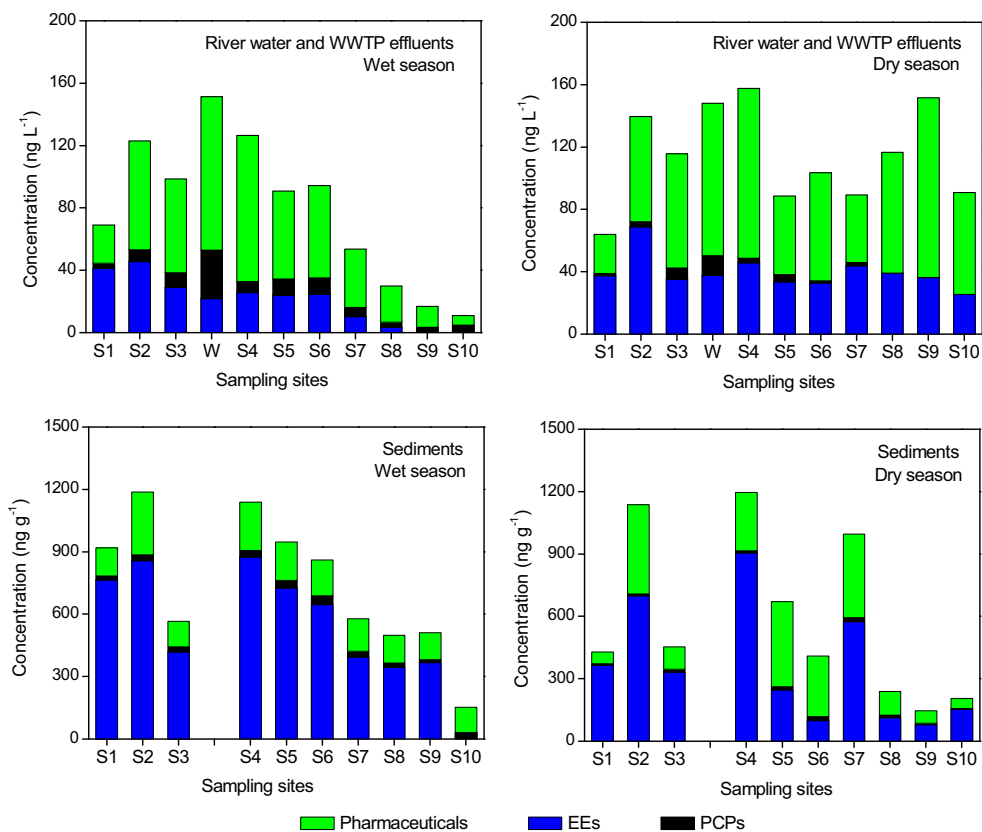 200
160
120
80
40
0
Concentration (ng L⁻¹)
River water and WWTP effluents
Wet season
S1 S2 S3 W S4 S5 S6 S7 S8 S9 S10
Sampling sites
200
160
120
80
40
0
Concentration (ng L⁻¹)
River water and WWTP effluents
Dry season
S1 S2 S3 W S4 S5 S6 S7 S8 S9 S10
Sampling sites
1500
1200
900
600
300
0
Concentration (ng g⁻¹)
Sediments
Wet season
S1 S2 S3 S4 S5 S6 S7 S8 S9 S10
Sampling sites
1500
1200
900
600
300
0
Concentration (ng g⁻¹)
Sediments
Dry season
S1 S2 S3 S4 S5 S6 S7 S8 S9 S10
Sampling sites
Pharmaceuticals EEs PCPs